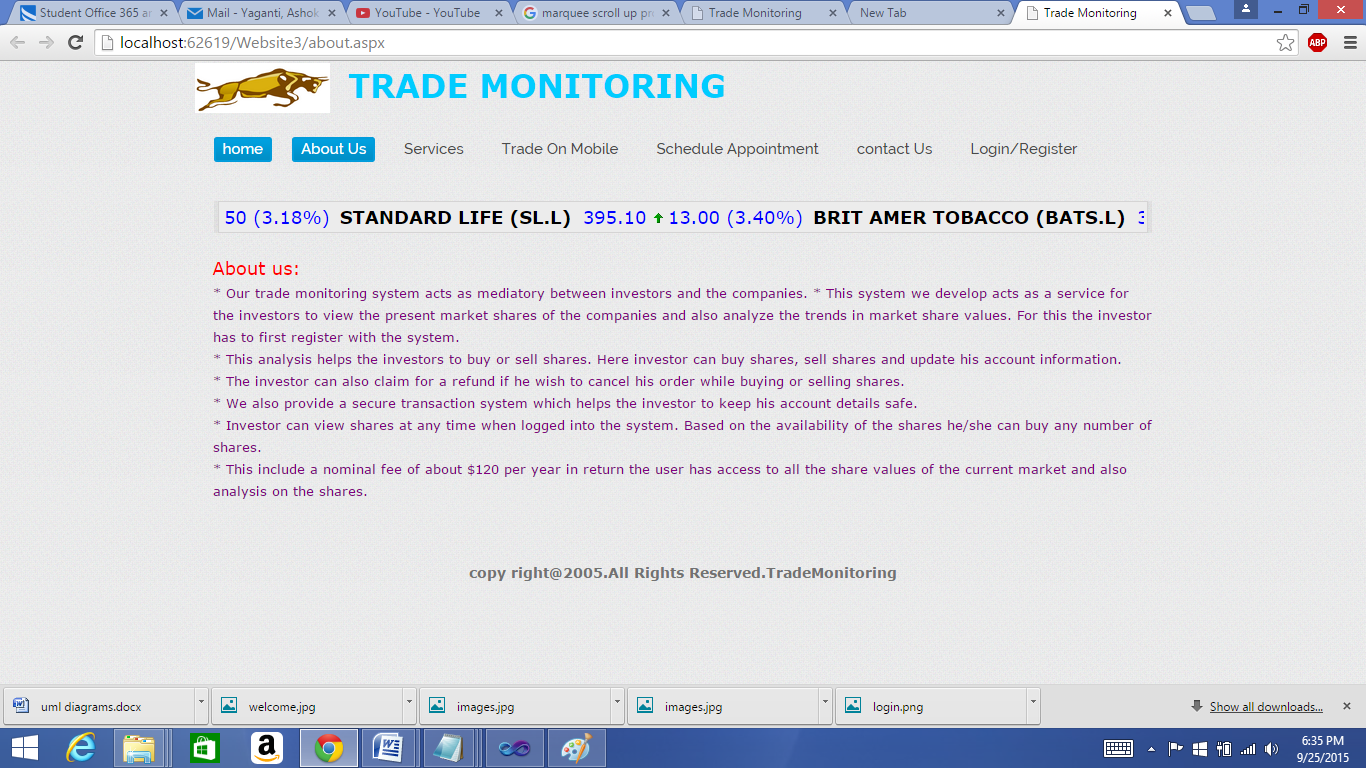 Student Office 365 ar
Mail - Yaganti, Ashok
YouTube - YouTube
marquee scroll up pr
Trade Monitoring
New Tab
Trade Monitoring
localhost:62619/Website3/about.aspx
ABP
TRADE MONITORING
home About Us Services Trade On Mobile Schedule Appointment contact Us Login/Register
50 (3.18%) STANDARD LIFE (SL.L) 395.10 13.00 (3.40%) BRIT AMER TOBACCO (BATS.L)
About us:
* Our trade monitoring system acts as mediatory between investors and the companies. * This system we develop acts as a service for
the investors to view the present market shares of the companies and also analyze the trends in market share values. For this the investor
has to first register with the system.
* This analysis helps the investors to buy or sell shares. Here investor can buy shares, sell shares and update his account information.
* The investor can also claim for a refund if he wish to cancel his order while buying or selling shares.
* We also provide a secure transaction system which helps the investor to keep his account details safe.
* Investor can view shares at any time when logged into the system. Based on the availability of the shares he/she can buy any number of
shares.
* This include a nominal fee of about $120 per year in return the user has access to all the share values of the current market and also
analysis on the shares.
copy right@2005.All Rights Reserved.TradeMonitoring
uml diagrams.docx
welcome.jpg
images.jpg
images.jpg
login.png
Show all downloads...
6:35 PM
9/25/2015